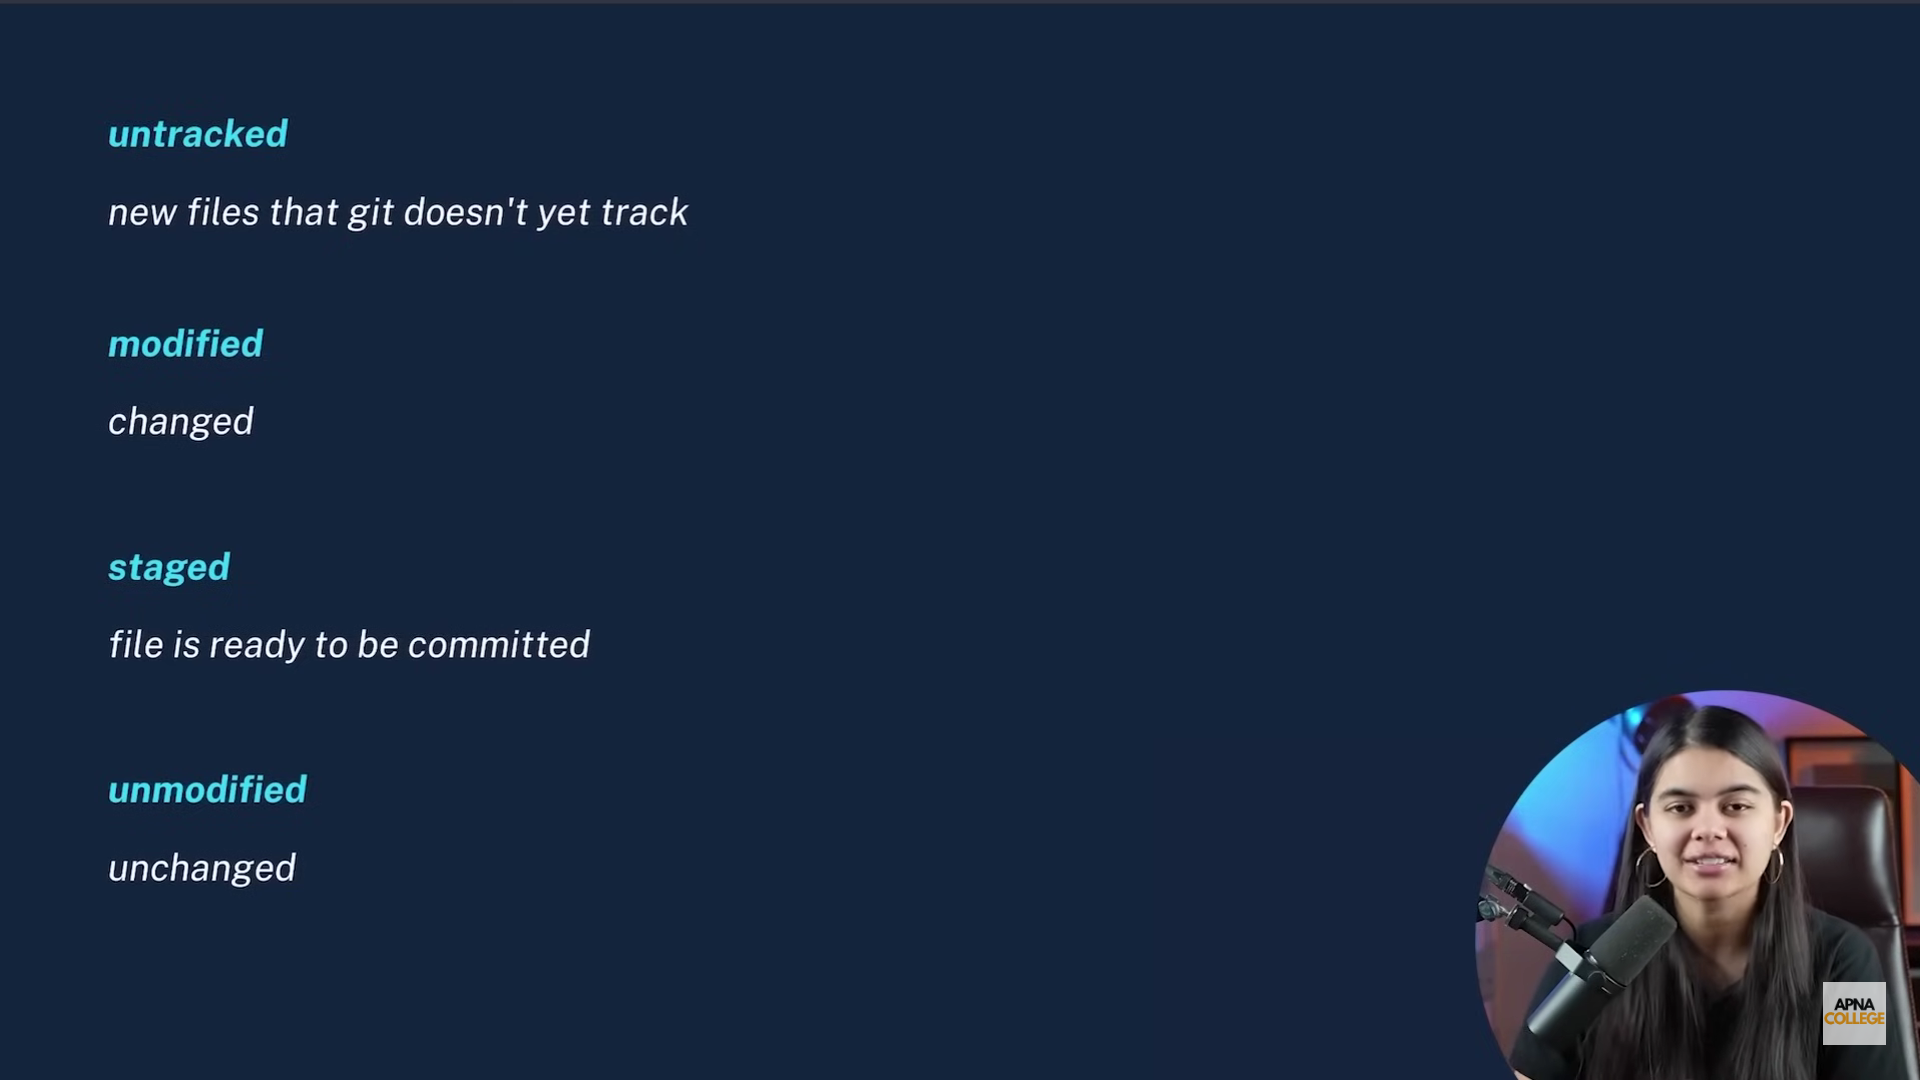 untracked
new files that git doesn't yet track
modified
changed
staged
file is ready to be committed
unmodified
unchanged
APNA
COLLEGE